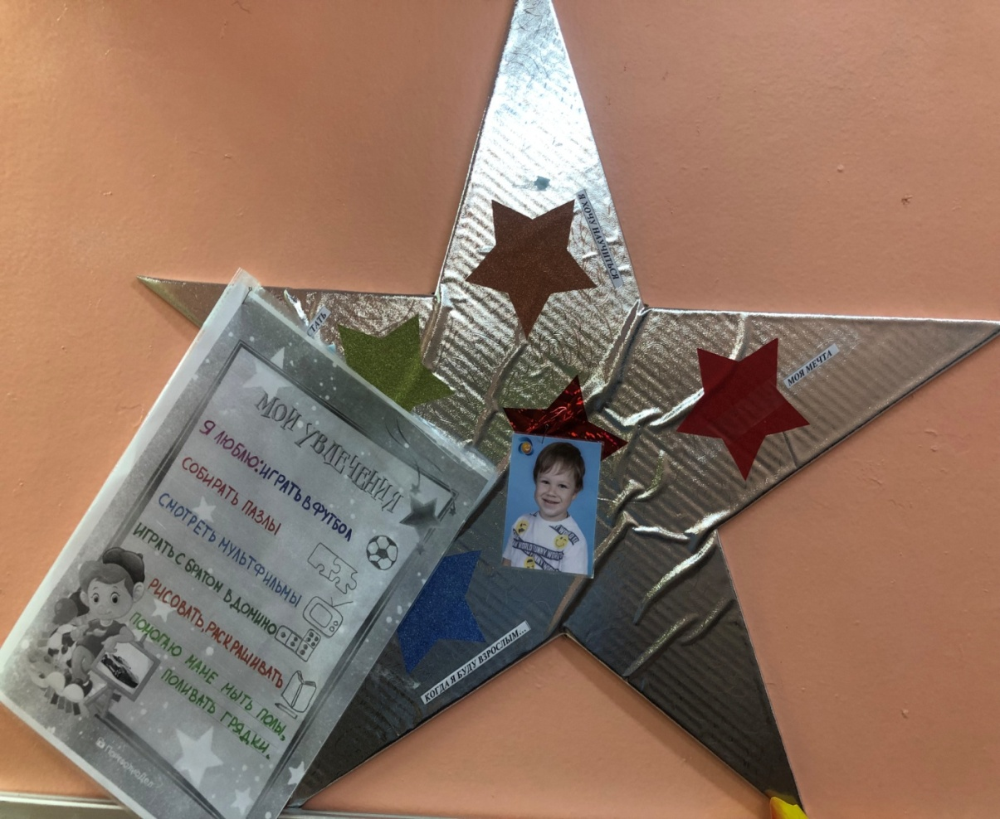 Я ХОЧУ НАУЧИТЬСЯ
СТАТЬ
МОЯ МЕЧТА
МОИ УВЛЕЧЕНИЯ
Я ЛЮБЛЮ: ИГРАТЬ В ФУТБОЛ
СОБИРАТЬ ПАЗЛЫ
СМОТРЕТЬ МУЛЬТФИЛЬМЫ
ИГРАТЬ С БРАТОМ В ДОМИНО
РИСОВАТЬ, РАСКРАШИВАТЬ
ПОМОГАЮ МАМЕ МЫТЬ ПОЛЫ,
ПОЛИВАТЬ ГРЯДКИ.
КОГДА Я БУДУ ВЗРОСЛЫМ...